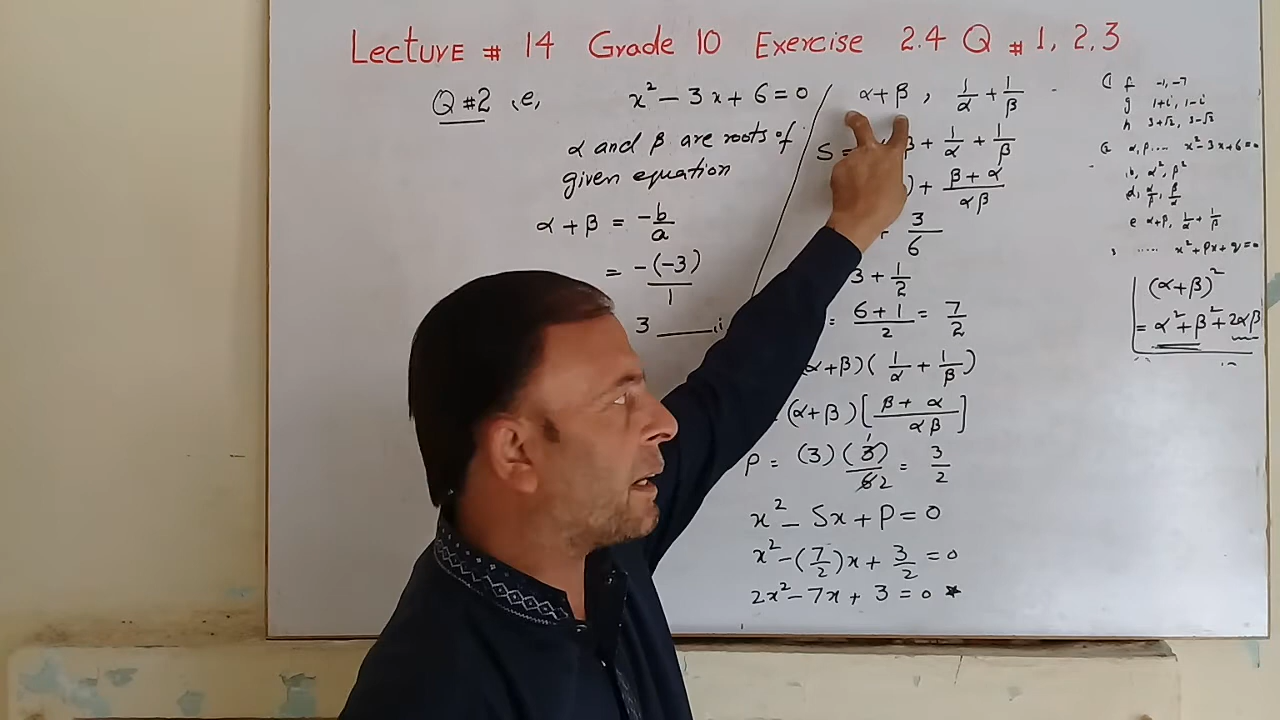 Lecture # 14 Grade 10 Exercise 2.4 Q # 1, 2, 3
Q #2 e, x² - 3x + 6 = 0
α and β are roots of
given equation
α + β = -b/a
= -(-3)/1
3 ——— i
α+β , 1/α + 1/β
S = β + 1/α + 1/β
) + (β + α)/(αβ)
3/6
3 + 1/2
= (6+1)/2 = 7/2
(α+β)(1/α + 1/β)
(α+β)[(β + α)/(αβ)]
P = (3)(3)/6 2 = 3/2
x² - Sx + P = 0
x² - (7/2)x + 3/2 = 0
2x² - 7x + 3 = 0 *
f -1, -7
g 1+i, 1-i
h 3+√2, 3-√2
α, β .... x² - 3x + 6 = 0
b, α², β²
d, α/β, β/α
e α+β, 1/α + 1/β
..... x² + px + q = 0
(α+β)²
= α² + β² + 2αβ